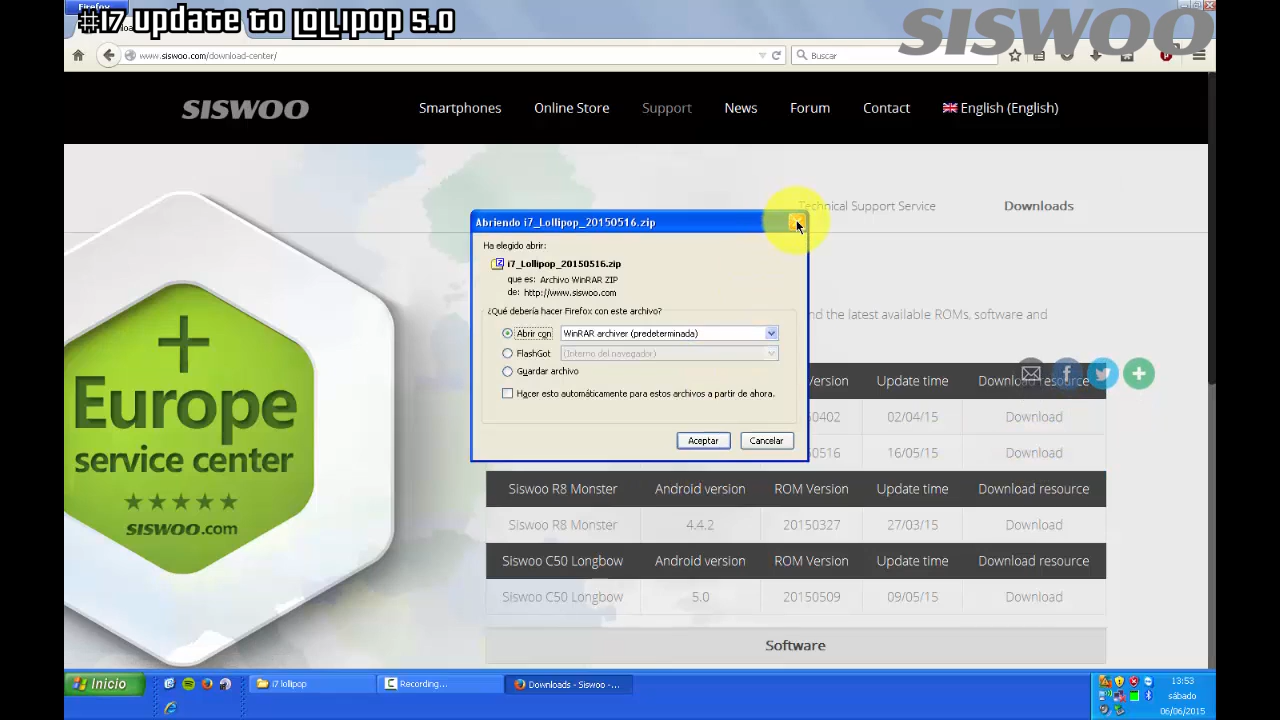 Firefox
#i7 update to Lollipop 5.0
SISWOO
www.siswoo.com/download-center/
Buscar
SISWOO
Smartphones
Online Store
Support
News
Forum
Contact
English (English)
Technical Support Service
Downloads
Abriendo i7_Lollipop_20150516.zip
Ha elegido abrir:
i7_Lollipop_20150516.zip
que es: Archivo WinRAR ZIP
de: http://www.siswoo.com
¿Qué debería hacer Firefox con este archivo?
Abrir con
WinRAR archiver (predeterminada)
FlashGot
(Interno del navegador)
Guardar archivo
Hacer esto automáticamente para estos archivos a partir de ahora.
Aceptar
Cancelar
the latest available ROMs, software and
Update time
Download resource
02/04/15
Download
16/05/15
Download
Siswoo R8 Monster
Android version
ROM Version
Update time
Download resource
Siswoo R8 Monster
4.4.2
20150327
27/03/15
Download
Siswoo C50 Longbow
Android version
ROM Version
Update time
Download resource
Siswoo C50 Longbow
5.0
20150509
09/05/15
Download
Software
Europe
service center
SISWOO.com
Inicio
i7 lollipop
Recording...
Downloads - Siswoo -...
13:53
sábado
06/06/2015